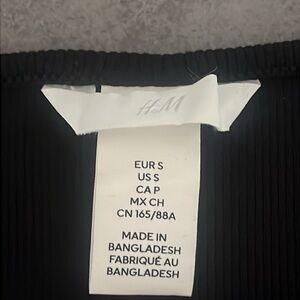 H&M
EUR S
US S
CA P
MX CH
CN 165/88A
MADE IN
BANGLADESH
FABRIQUÉ AU
BANGLADESH